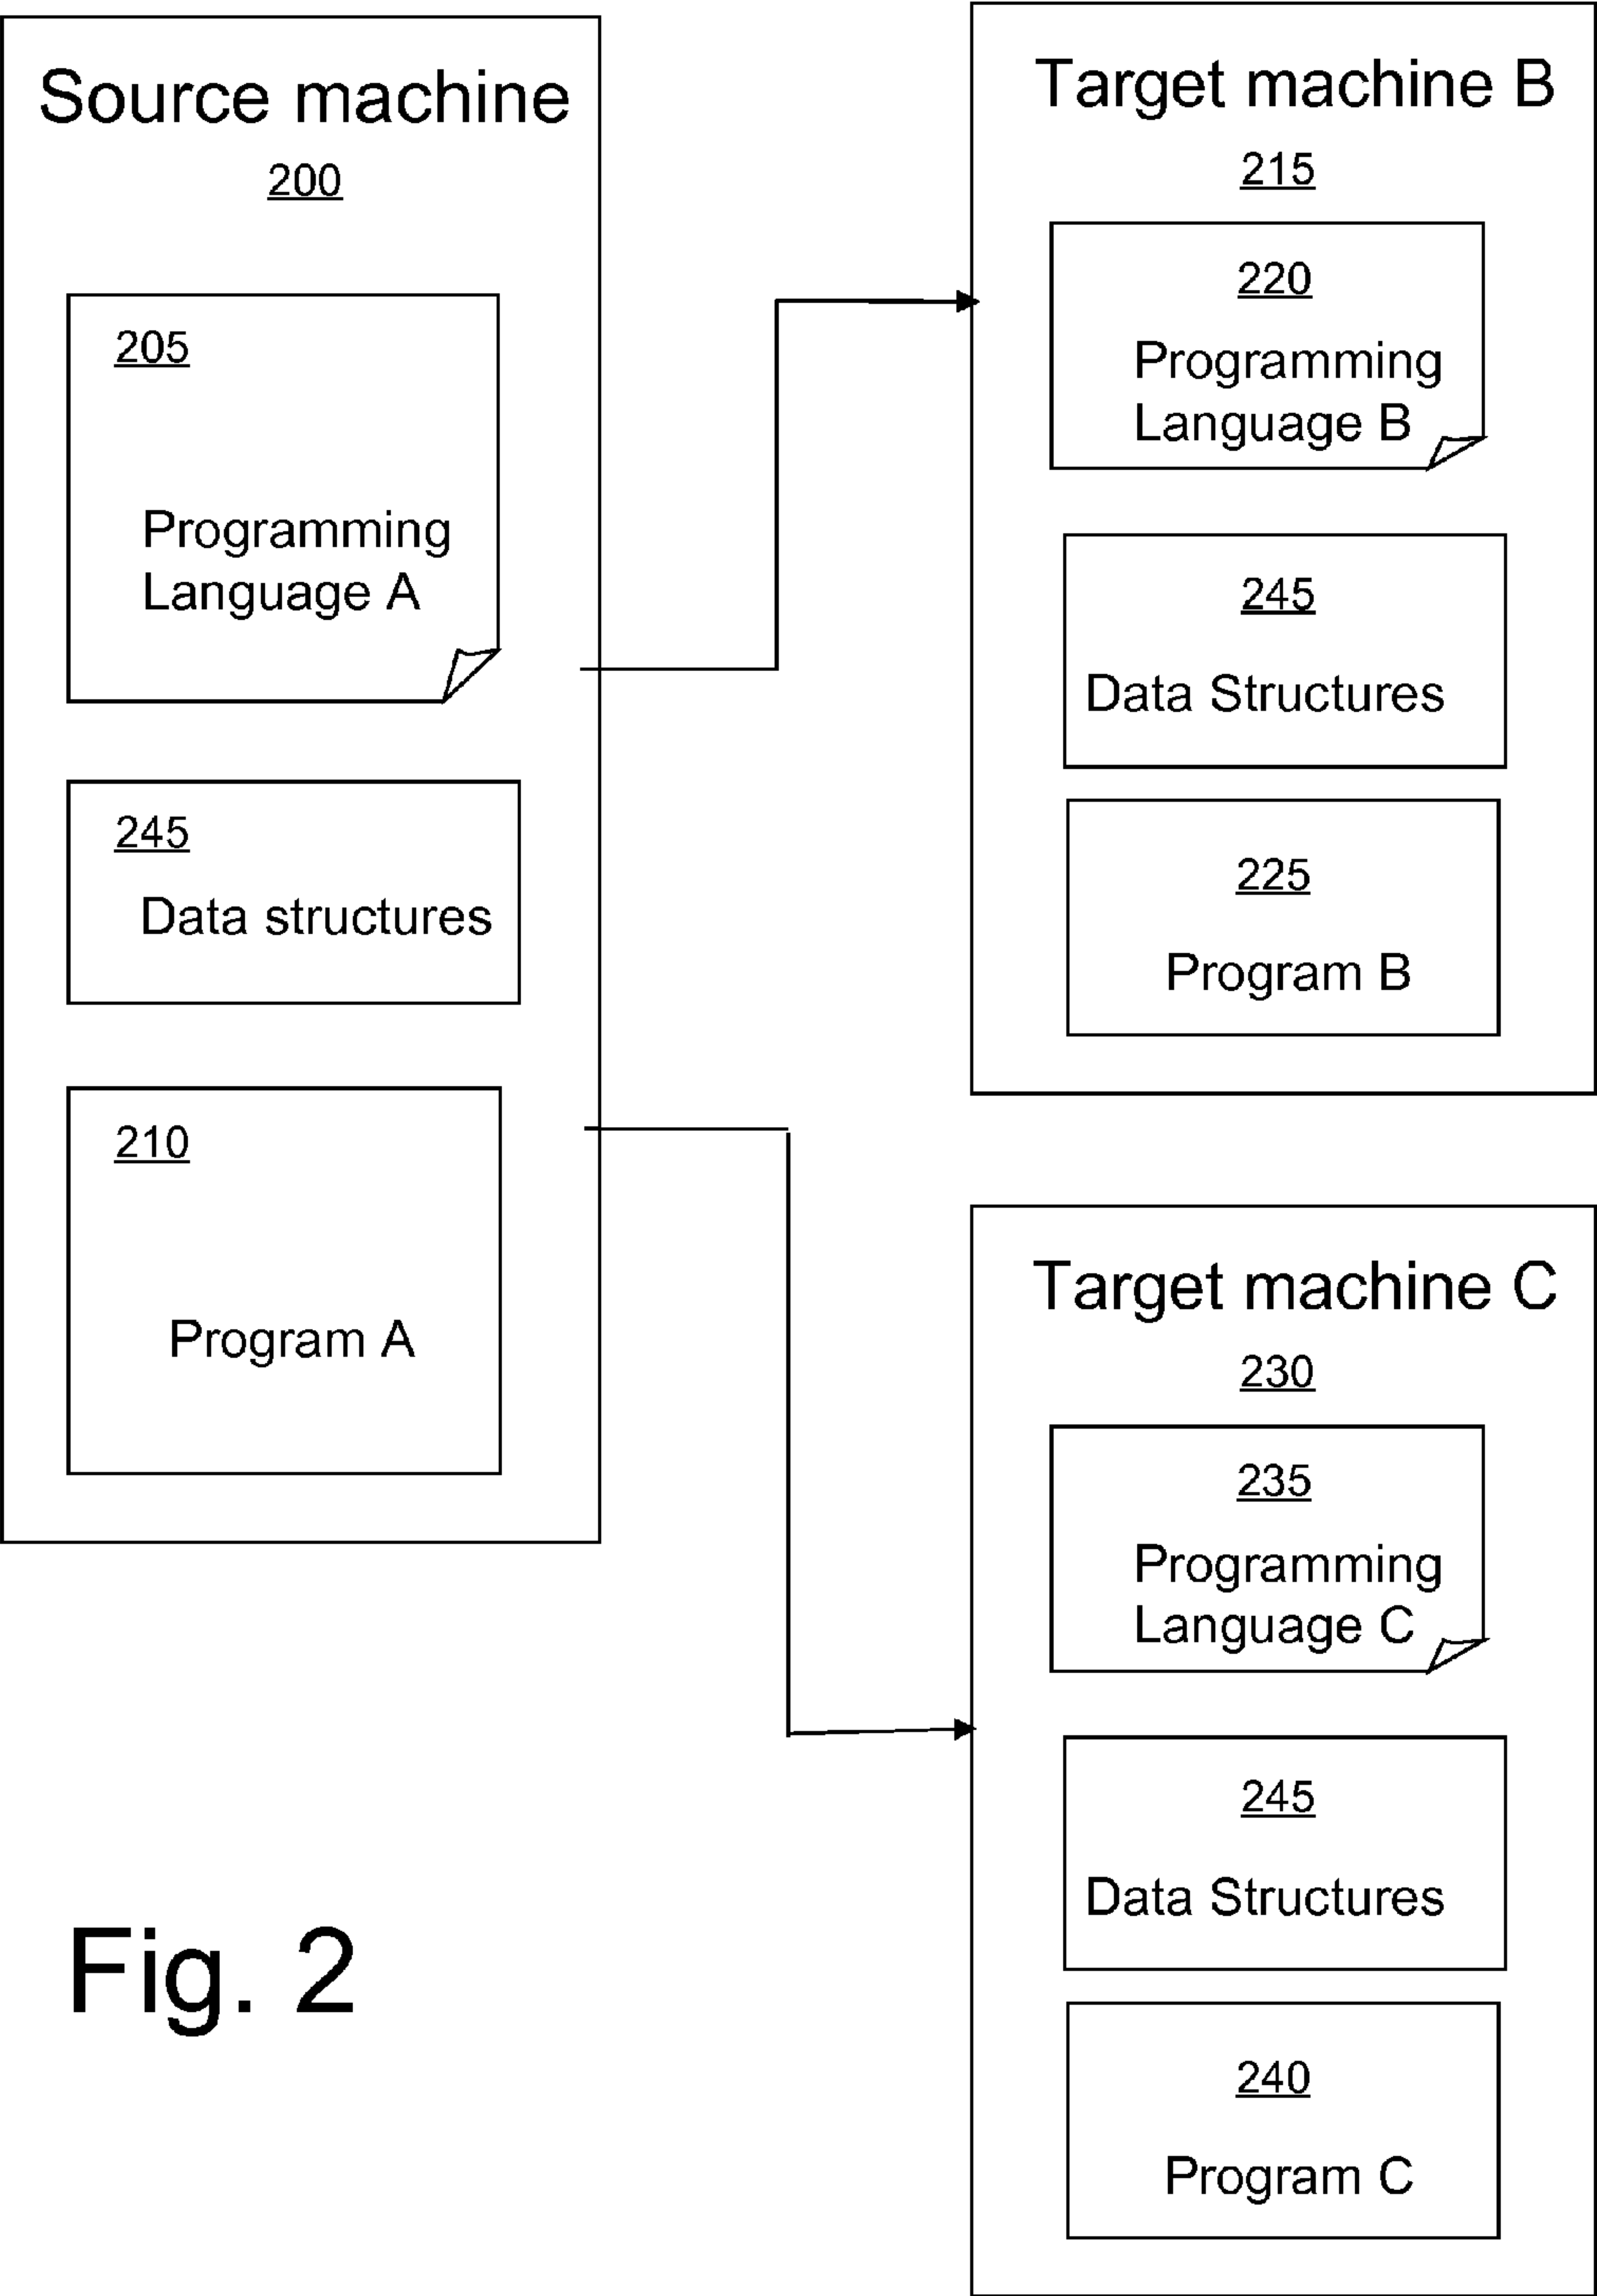 Source machine
200
205
Programming
Language A
245
Data structures
210
Program A
Target machine B
215
220
Programming
Language B
245
Data Structures
225
Program B
Target machine C
230
235
Programming
Language C
245
Data Structures
240
Program C
Fig. 2